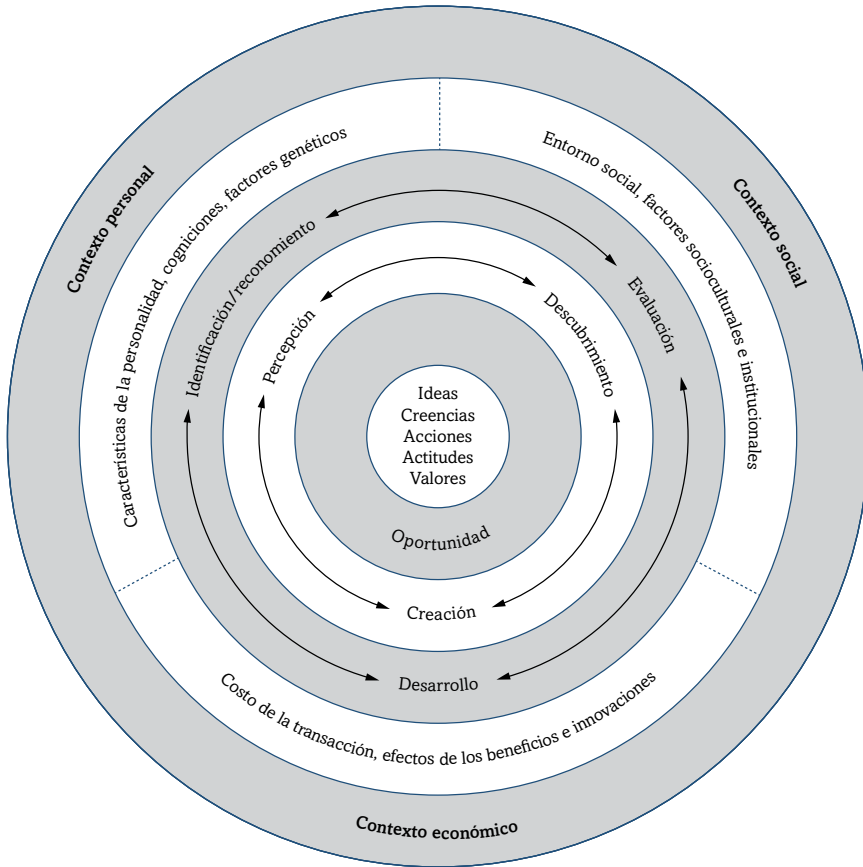 Contexto personal
Contexto social
Contexto económico
Características de la personalidad, cogniciones, factores genéticos
Entorno social, factores socioculturales e institucionales
Costo de la transacción, efectos de los beneficios e innovaciones
Identificación/reconomiento
Evaluación
Desarrollo
Percepción
Descubrimiento
Creación
Oportunidad
Ideas
Creencias
Acciones
Actitudes
Valores